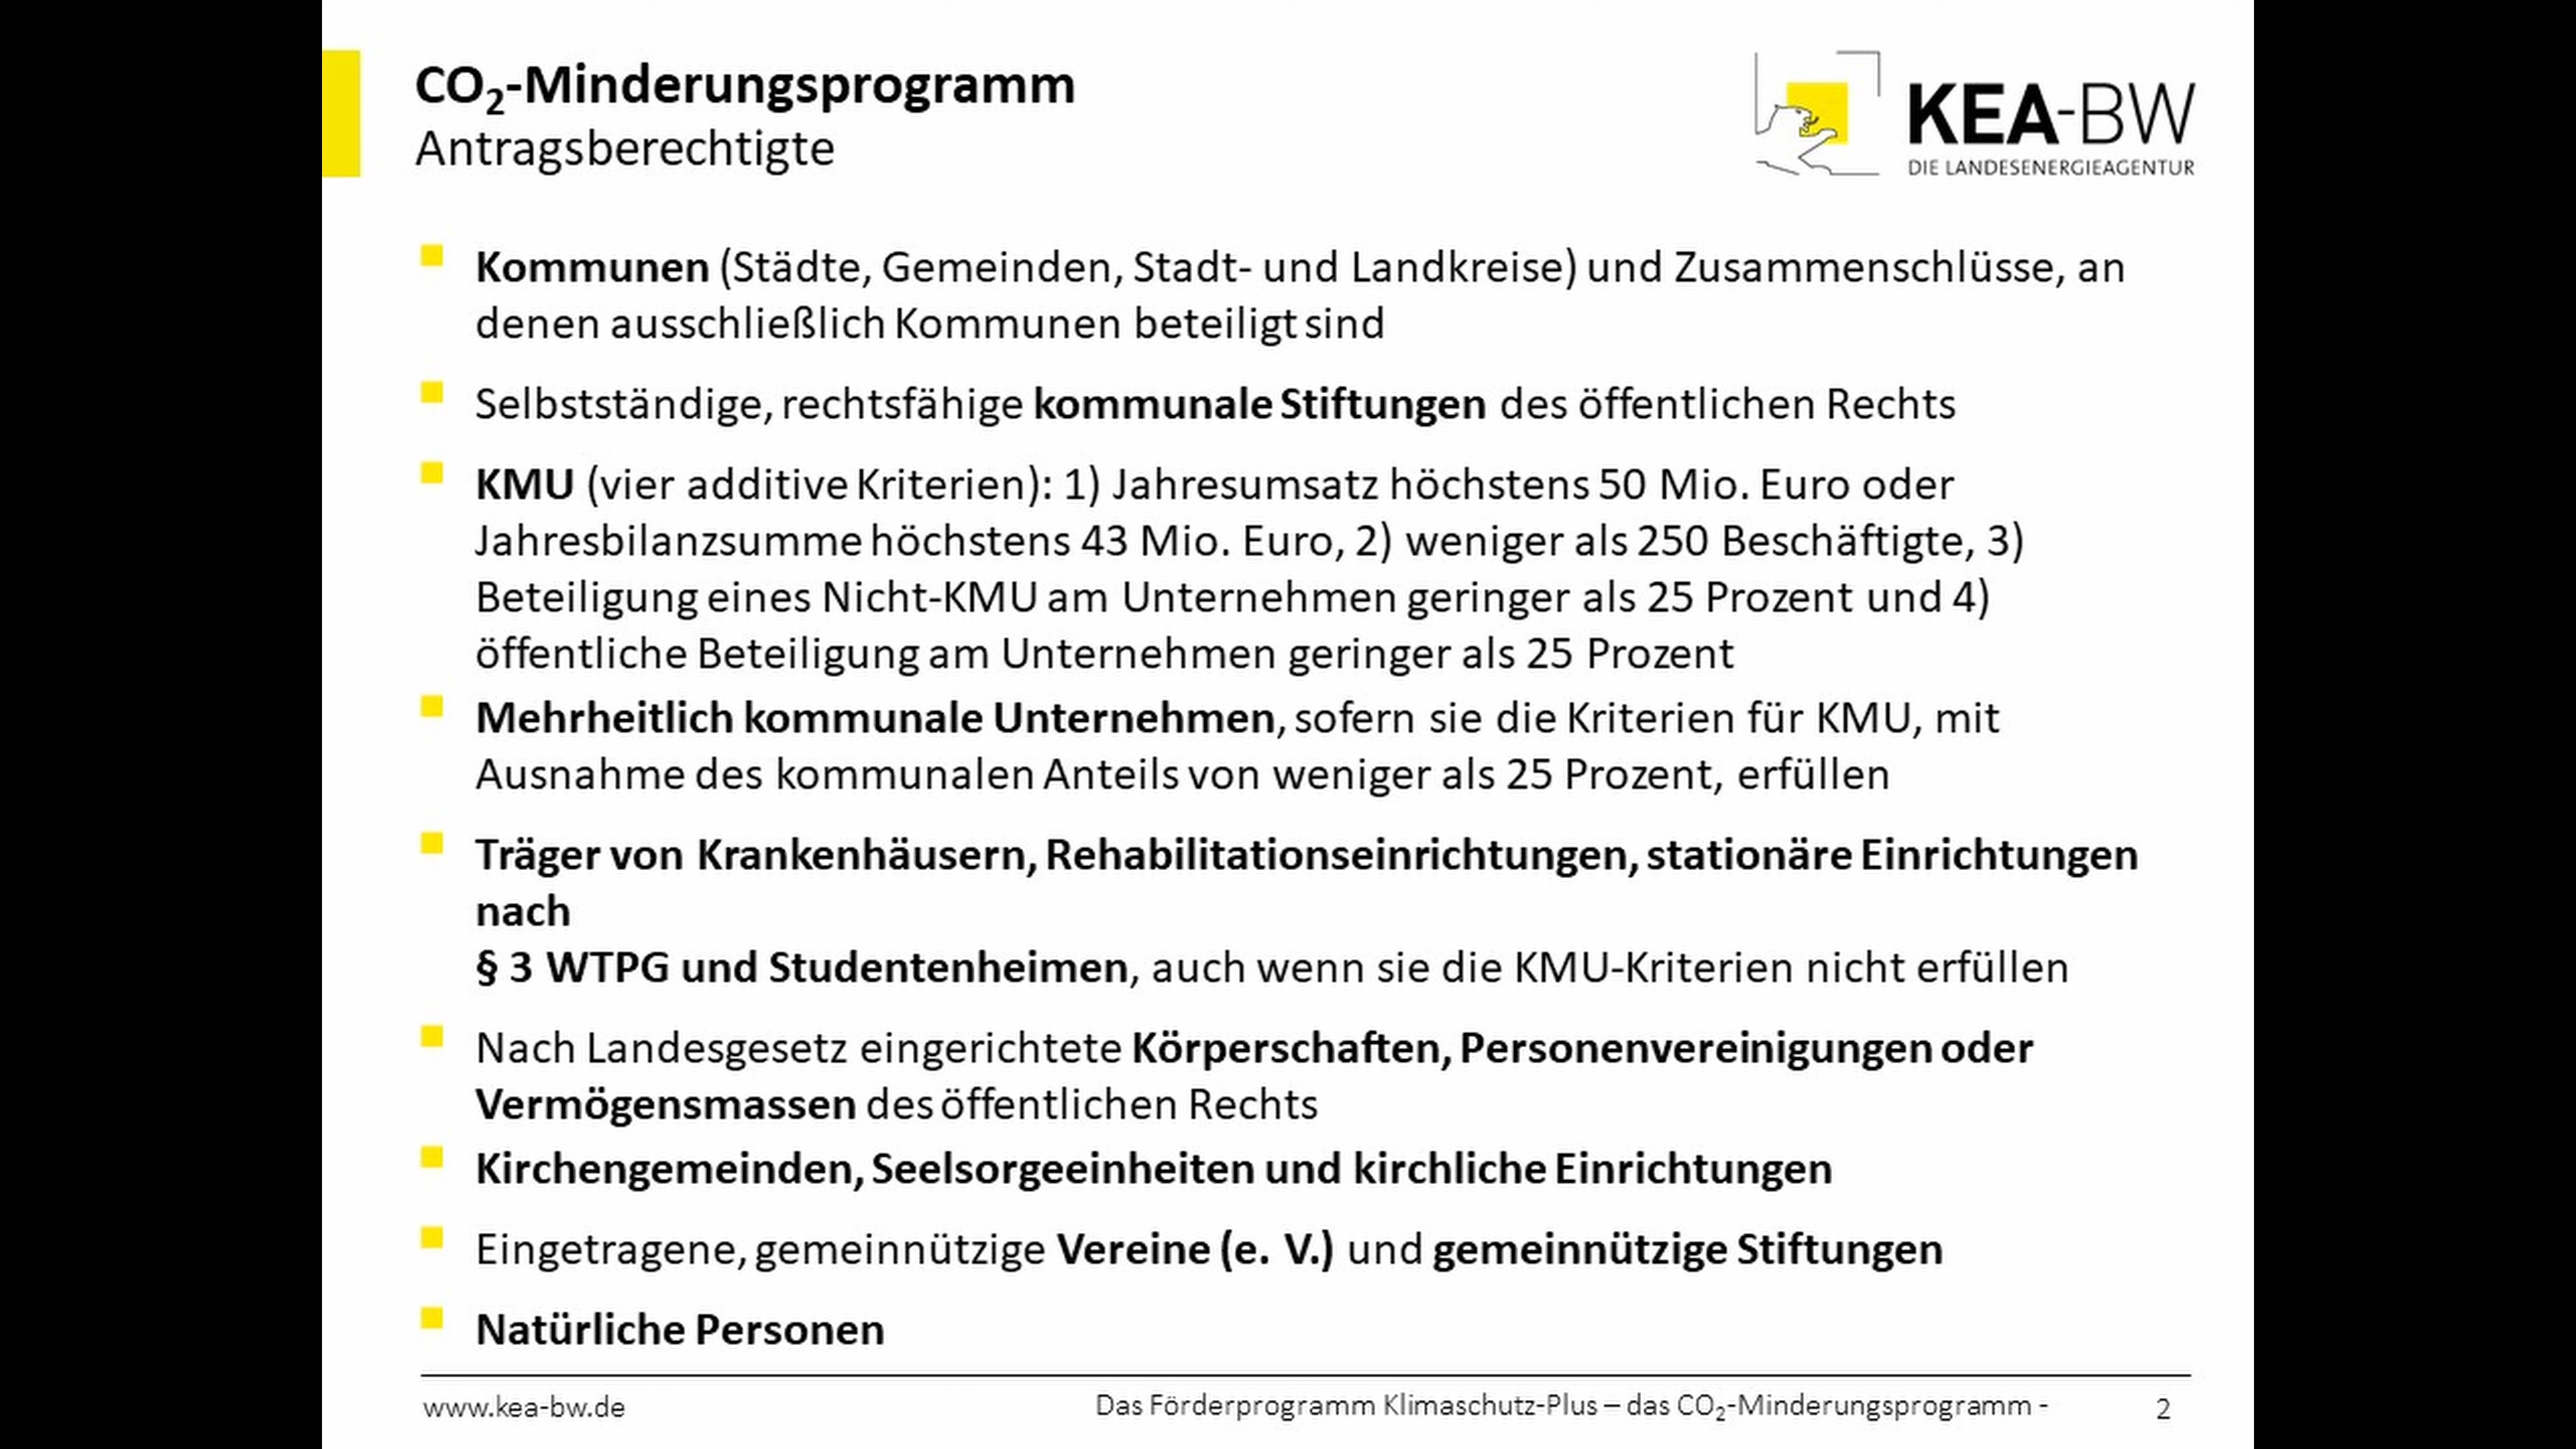 CO₂-Minderungsprogramm
Antragsberechtigte
KEA-BW
DIE LANDESENERGIEAGENTUR
Kommunen (Städte, Gemeinden, Stadt- und Landkreise) und Zusammenschlüsse, an
denen ausschließlich Kommunen beteiligt sind
Selbstständige, rechtsfähige kommunale Stiftungen des öffentlichen Rechts
KMU (vier additive Kriterien): 1) Jahresumsatz höchstens 50 Mio. Euro oder
Jahresbilanzsumme höchstens 43 Mio. Euro, 2) weniger als 250 Beschäftigte, 3)
Beteiligung eines Nicht-KMU am Unternehmen geringer als 25 Prozent und 4)
öffentliche Beteiligung am Unternehmen geringer als 25 Prozent
Mehrheitlich kommunale Unternehmen, sofern sie die Kriterien für KMU, mit
Ausnahme des kommunalen Anteils von weniger als 25 Prozent, erfüllen
Träger von Krankenhäusern, Rehabilitationseinrichtungen, stationäre Einrichtungen
nach
§ 3 WTPG und Studentenheimen, auch wenn sie die KMU-Kriterien nicht erfüllen
Nach Landesgesetz eingerichtete Körperschaften, Personenvereinigungen oder
Vermögensmassen des öffentlichen Rechts
Kirchengemeinden, Seelsorgeeinheiten und kirchliche Einrichtungen
Eingetragene, gemeinnützige Vereine (e. V.) und gemeinnützige Stiftungen
Natürliche Personen
www.kea-bw.de
Das Förderprogramm Klimaschutz-Plus – das CO₂-Minderungsprogramm -
2